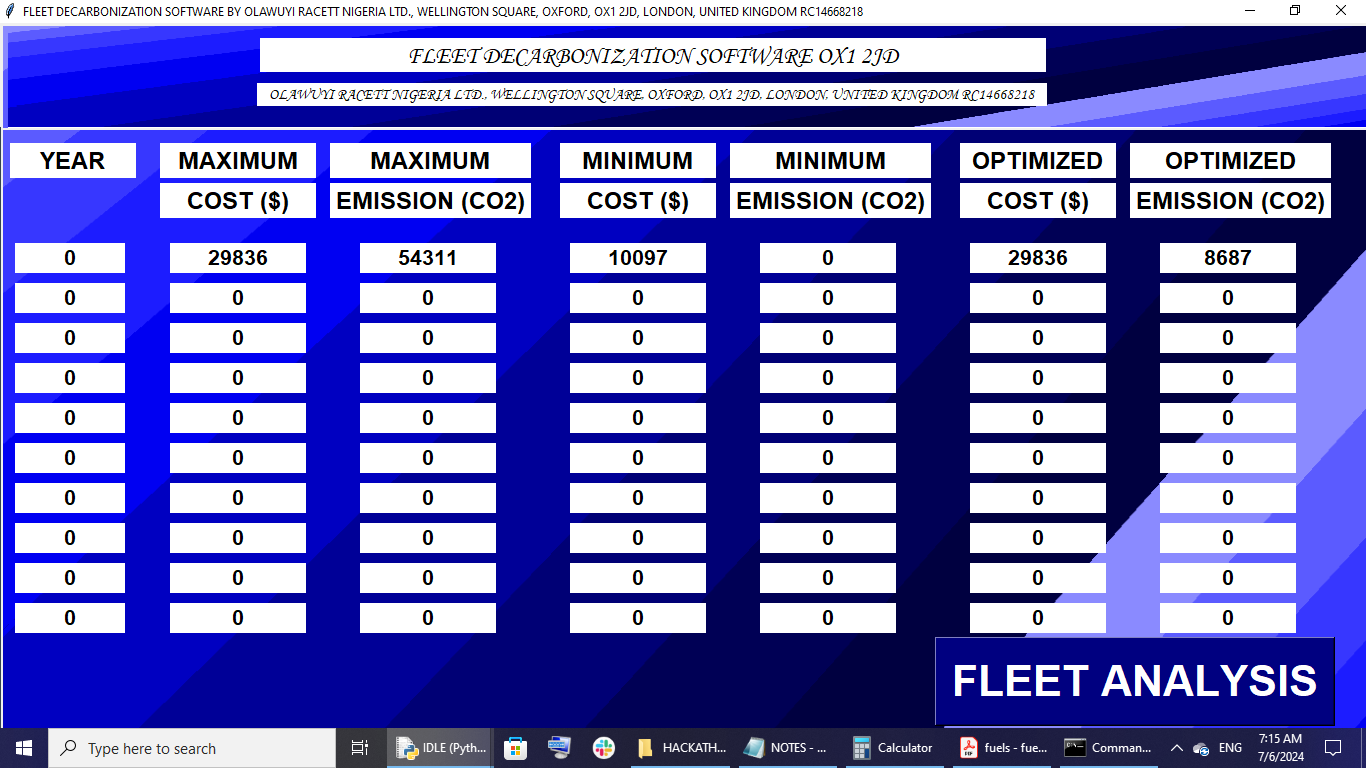 FLEET DECARBONIZATION SOFTWARE BY OLAWUYI RACETT NIGERIA LTD., WELLINGTON SQUARE, OXFORD, OX1 2JD, LONDON, UNITED KINGDOM RC14668218
FLEET DECARBONIZATION SOFTWARE OX1 2JD
OLAWUYI RACETT NIGERIA LTD., WELLINGTON SQUARE, OXFORD, OX1 2JD, LONDON, UNITED KINGDOM RC14668218
YEAR MAXIMUM MAXIMUM MINIMUM MINIMUM OPTIMIZED OPTIMIZED
COST ($) EMISSION (CO2) COST ($) EMISSION (CO2) COST ($) EMISSION (CO2)
0 29836 54311 10097 0 29836 8687
0 0 0 0 0 0 0
0 0 0 0 0 0 0
0 0 0 0 0 0 0
0 0 0 0 0 0 0
0 0 0 0 0 0 0
0 0 0 0 0 0 0
0 0 0 0 0 0 0
0 0 0 0 0 0 0
0 0 0 0 0 0 0
FLEET ANALYSIS
Type here to search IDLE (Pyth... HACKATH... NOTES - ... Calculator fuels - fue... Comman... ENG 7:15 AM
7/6/2024